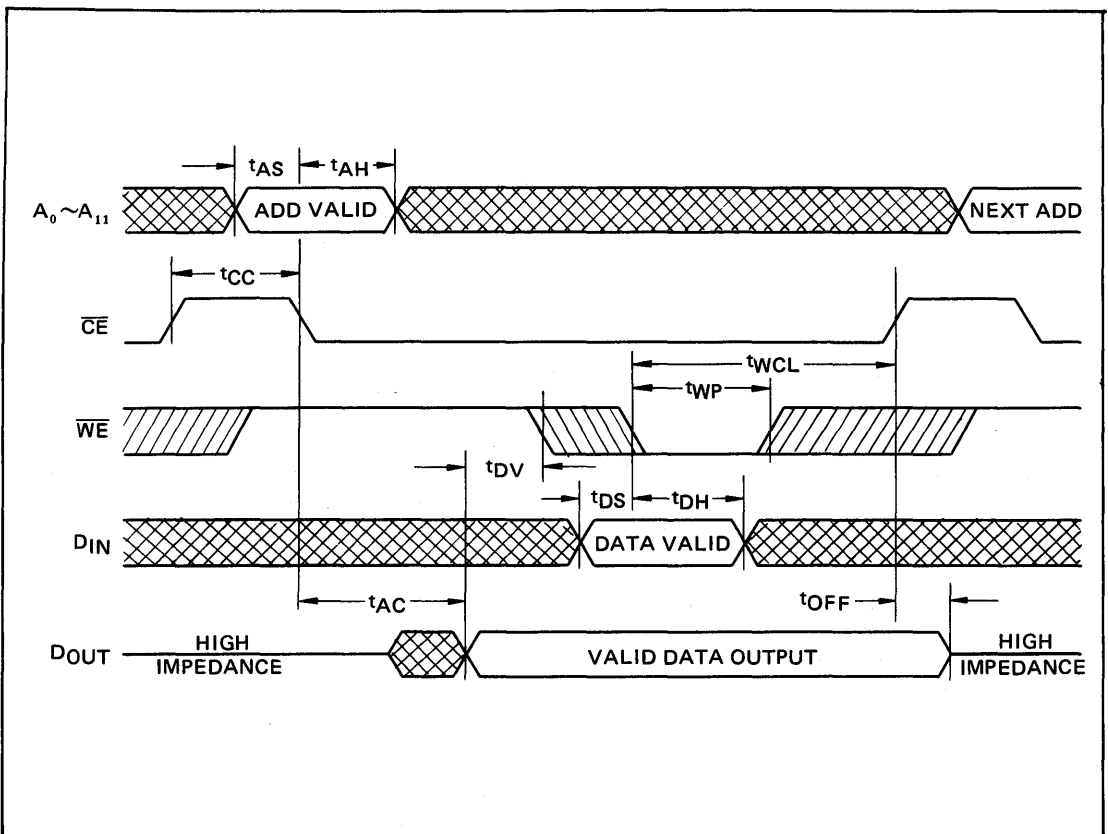 tAS tAH
A₀~A₁₁ ADD VALID NEXT ADD
tCC
CE
tWCL
tWP
WE
tDV
tDS tDH
DIN DATA VALID
tAC tOFF
DOUT HIGH IMPEDANCE VALID DATA OUTPUT HIGH IMPEDANCE